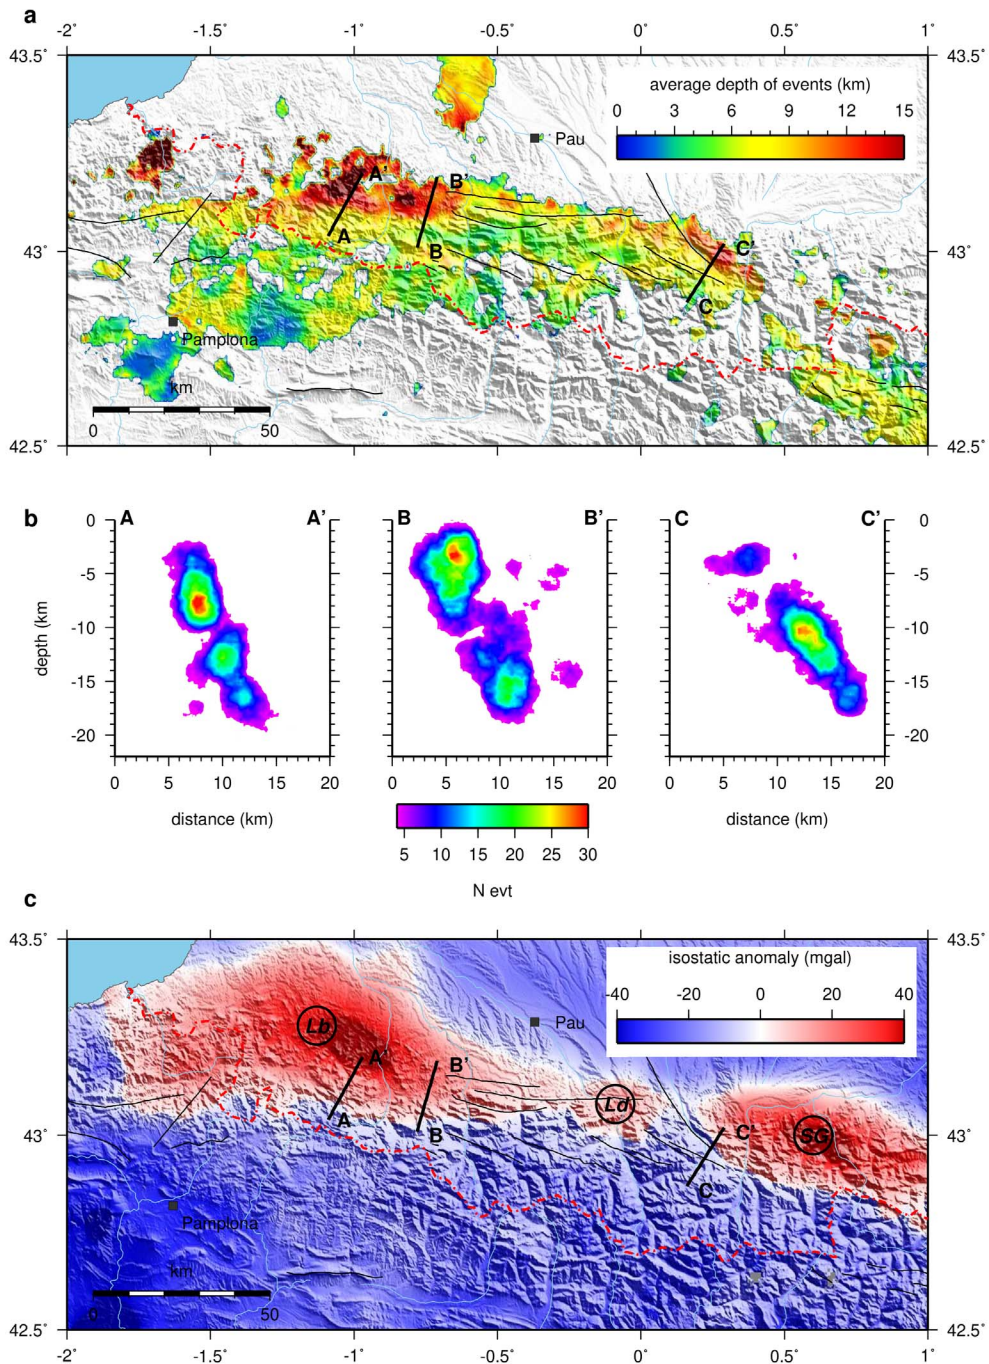 a
-2˚ -1.5˚ -1˚ -0.5˚ 0˚ 0.5˚ 1˚
43.5˚ 43.5˚
average depth of events (km)
0 3 6 9 12 15
Pau
A'
B'
43˚ A B C' 43˚
C
Pamplona
km
0 50
42.5˚ 42.5˚
b
A A'
B B'
C C'
0
-5
-10
-15
-20
depth (km)
0
-5
-10
-15
-20
0 5 10 15 20
0 5 10 15 20
0 5 10 15 20
distance (km)
distance (km)
5 10 15 20 25 30
N evt
c
43.5˚ 43.5˚
isostatic anomaly (mgal)
-40 -20 0 20 40
Lb Pau
A'
B'
Ld
A C' SG
43˚ B 43˚
C
Pamplona
km
0 50
42.5˚ 42.5˚
-2˚ -1.5˚ -1˚ -0.5˚ 0˚ 0.5˚ 1˚